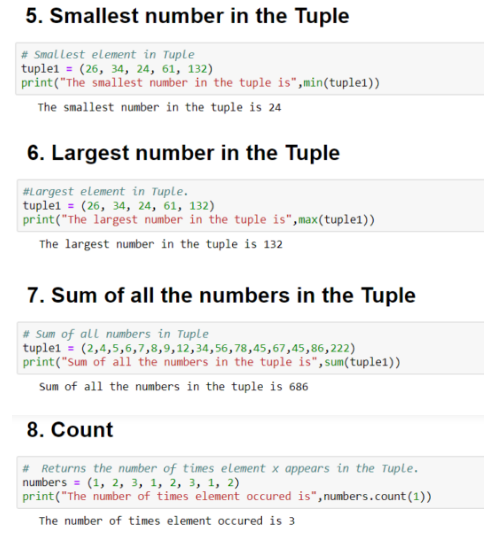 5. Smallest number in the Tuple
# Smallest element in Tuple
tuple1 = (26, 34, 24, 61, 132)
print("The smallest number in the tuple is",min(tuple1))
The smallest number in the tuple is 24
6. Largest number in the Tuple
#Largest element in Tuple.
tuple1 = (26, 34, 24, 61, 132)
print("The largest number in the tuple is",max(tuple1))
The largest number in the tuple is 132
7. Sum of all the numbers in the Tuple
# Sum of all numbers in Tuple
tuple1 = (2,4,5,6,7,8,9,12,34,56,78,45,67,45,86,222)
print("Sum of all the numbers in the tuple is",sum(tuple1))
Sum of all the numbers in the tuple is 686
8. Count
#  Returns the number of times element x appears in the Tuple.
numbers = (1, 2, 3, 1, 2, 3, 1, 2)
print("The number of times element occured is",numbers.count(1))
The number of times element occured is 3